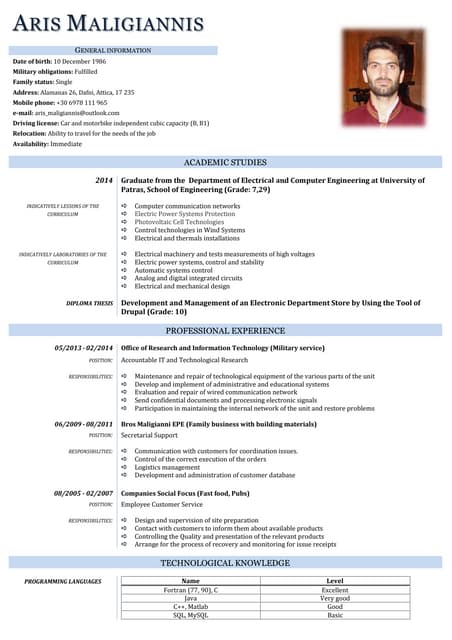 ARIS MALIGIANNIS
GENERAL INFORMATION
Date of birth: 10 December 1986
Military obligations: Fulfilled
Family status: Single
Address: Alamanas 26, Dafni, Attica, 17 235
Mobile phone: +30 6978 111 965
e-mail: aris_maligiannis@outlook.com
Driving license: Car and motorbike independent cubic capacity (B, B1)
Relocation: Ability to travel for the needs of the job
Availability: Immediate
ACADEMIC STUDIES
2014 Graduate from the Department of Electrical and Computer Engineering at University of
Patras, School of Engineering (Grade: 7,29)
INDICATIVELY LESSONS OF THE
CURRICULUM
Computer communication networks
Electric Power Systems Protection
Photovoltaic Cell Technologies
Control technologies in Wind Systems
Electrical and thermals installations
INDICATIVELY LABORATORIES OF THE
CURRICULUM
Electrical machinery and tests measurements of high voltages
Electric power systems, control and stability
Automatic systems control
Analog and digital integrated circuits
Electrical and mechanical design
DIPLOMA THESIS Development and Management of an Electronic Department Store by Using the Tool of
Drupal (Grade: 10)
PROFESSIONAL EXPERIENCE
05/2013 - 02/2014 Office of Research and Information Technology (Military service)
POSITION: Accountable IT and Technological Research
RESPONSIBILITIES: Maintenance and repair of technological equipment of the various parts of the unit
Develop and implement of administrative and educational systems
Evaluation and repair of wired communication network
Send confidential documents and processing electronic signals
Participation in maintaining the internal network of the unit and restore problems
06/2009 - 08/2011 Bros Maligianni EPE (Family business with building materials)
POSITION: Secretarial Support
RESPONSIBILITIES: Communication with customers for coordination issues.
Control of the correct execution of the orders
Logistics management
Development and administration of customer database
08/2005 - 02/2007 Companies Social Focus (Fast food, Pubs)
POSITION: Employee Customer Service
RESPONSIBILITIES: Design and supervision of site preparation
Contact with customers to inform them about available products
Controlling the Quality and Presentation of the relevant products
Arrange for the process of recovery and monitoring for issue receipts
TECHNOLOGICAL KNOWLEDGE
PROGRAMMING LANGUAGES Name Level
Fortran (77, 90), C Excellent
Java Very good
C++, Matlab Good
SQL, MySQL Basic